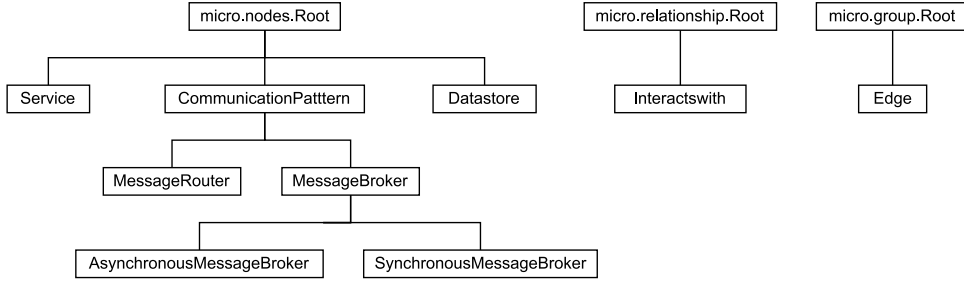 micro.nodes.Root
micro.relationship.Root
micro.group.Root
Service
CommunicationPatttern
Datastore
Interactswith
Edge
MessageRouter
MessageBroker
AsynchronousMessageBroker
SynchronousMessageBroker